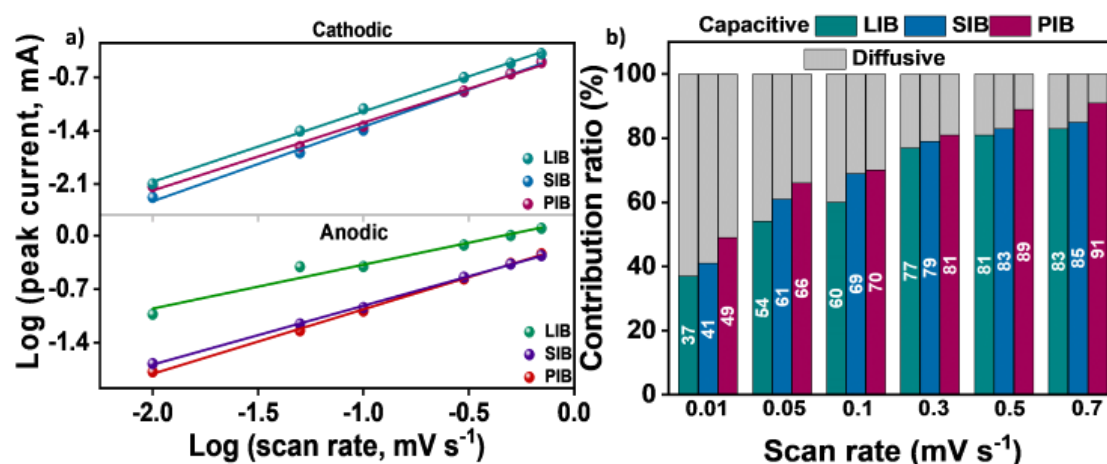 a)
Cathodic
-0.7
-1.4
-2.1
LIB
SIB
PIB
Anodic
0.0
-0.7
-1.4
LIB
SIB
PIB
-2.0 -1.5 -1.0 -0.5 0.0
Log (scan rate, mV s⁻¹)
Log (peak current, mA)
b)
Capacitive LIB SIB PIB
Diffusive
100
80
60
40
20
0
37 41 49 54 61 66 60 69 70 77 79 81 81 83 89 83 85 91
0.01 0.05 0.1 0.3 0.5 0.7
Scan rate (mV s⁻¹)
Contribution ratio (%)